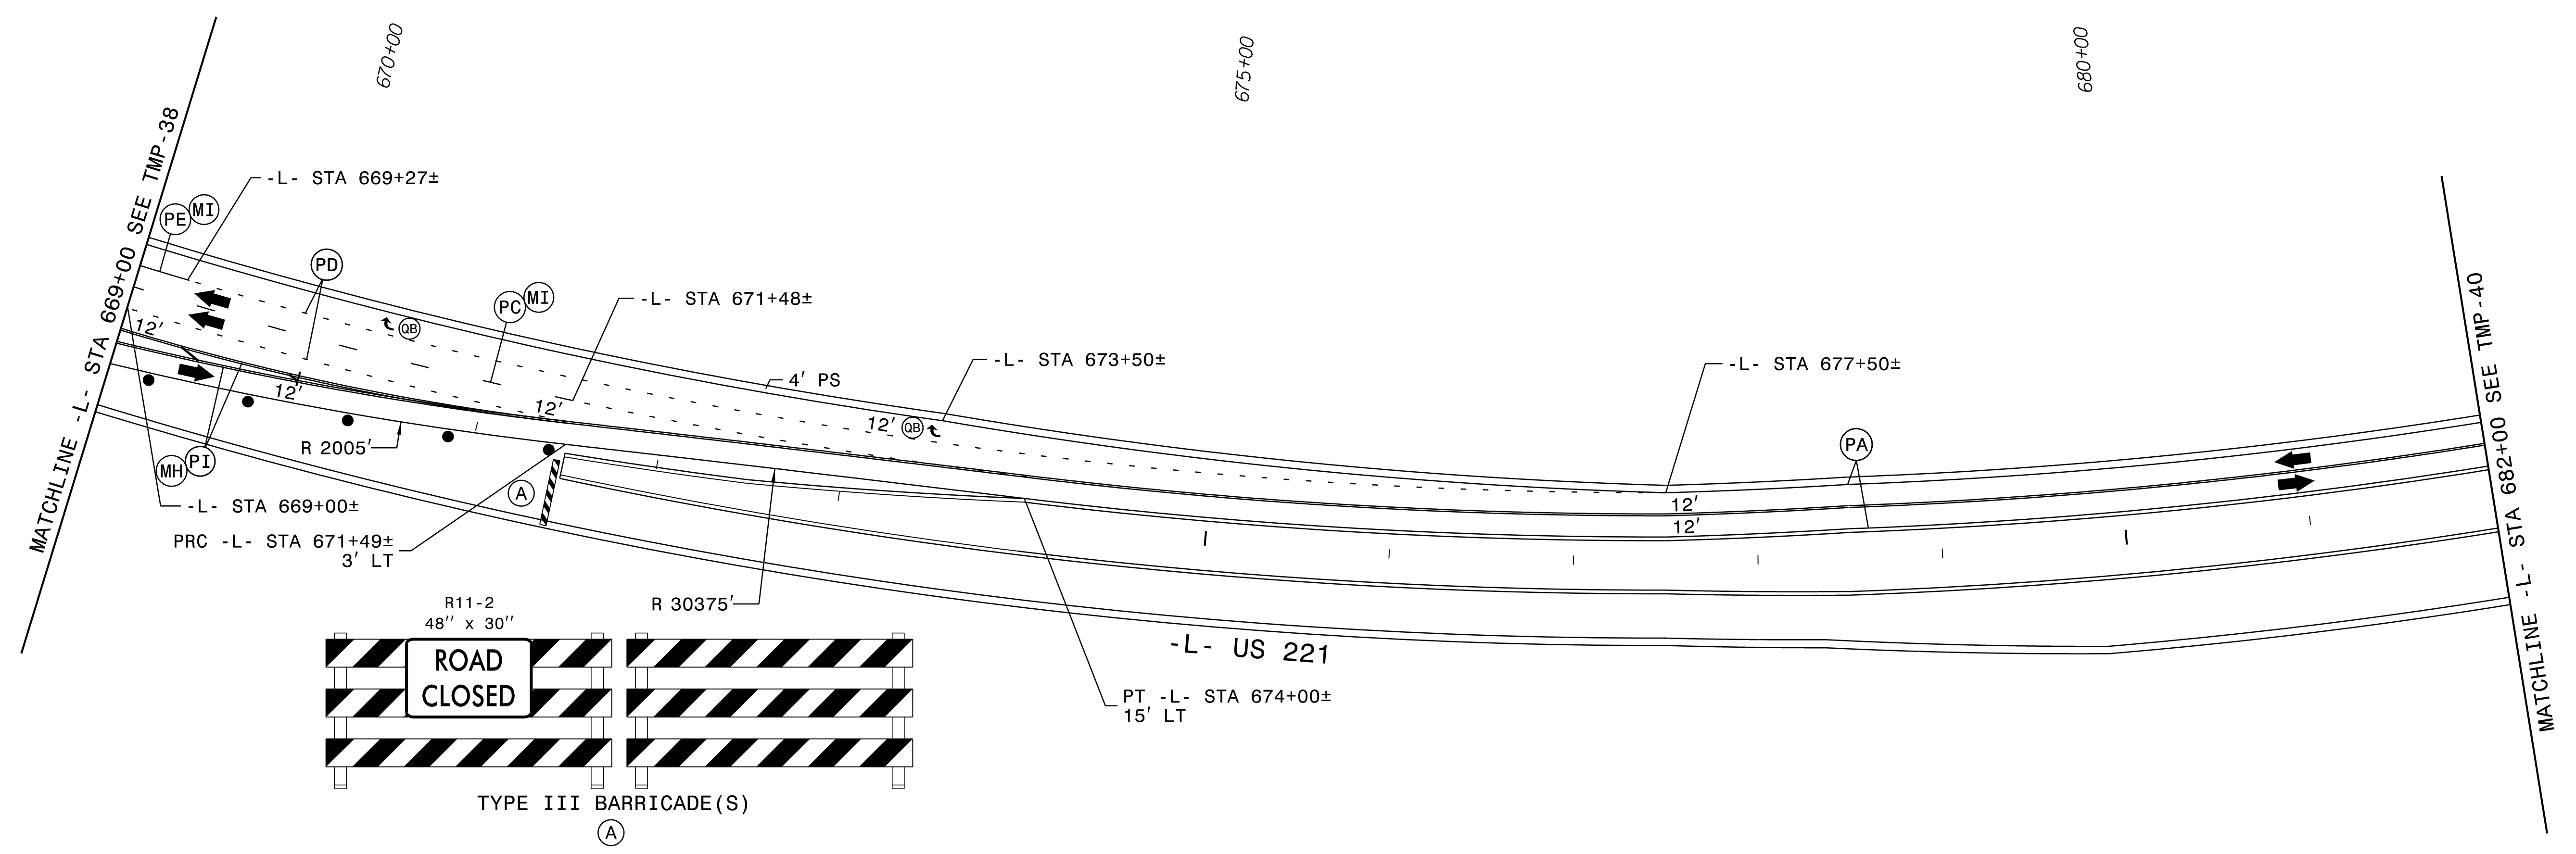 670+00
675+00
680+00
MATCHLINE -L- STA 669+00 SEE TMP-38
-L- STA 669+27±
PE
MI
PD
PC
MI
-L- STA 671+48±
QB
12'
12'
12'
4' PS
12'
QB
-L- STA 673+50±
-L- STA 677+50±
PA
12'
12'
MATCHLINE -L- STA 682+00 SEE TMP-40
R 2005'
MH
PI
A
-L- STA 669+00±
PRC -L- STA 671+49±
3' LT
R 30375'
-L- US 221
PT -L- STA 674+00±
15' LT
R11-2
48'' x 30''
ROAD
CLOSED
TYPE III BARRICADE(S)
A